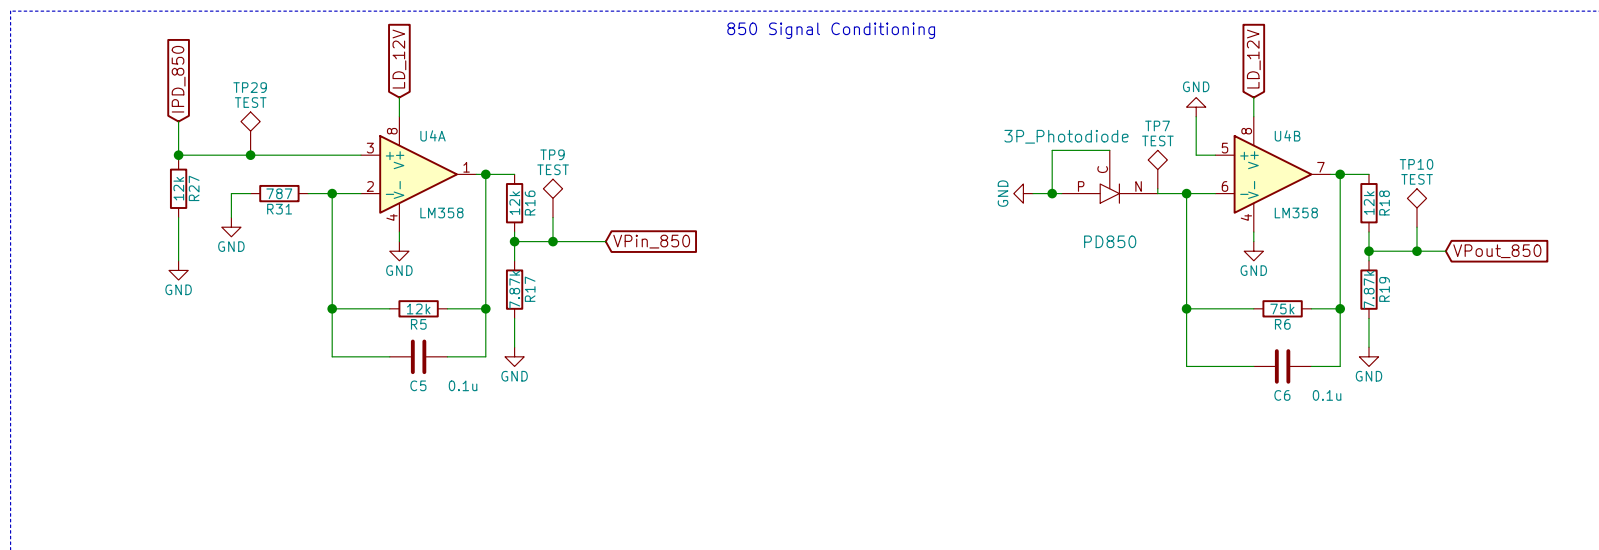 850 Signal Conditioning
IPD_850
TP29
TEST
12k
R27
GND
787
R31
GND
LD_12V
U4A
8
3
2
1
4
+
-
V+
V-
LM358
GND
12k
R5
C5
0.1u
12k
R16
TP9
TEST
VPin_850
7.87k
R17
GND
3P_Photodiode
GND
P
C
N
PD850
TP7
TEST
GND
LD_12V
U4B
8
5
6
7
4
+
-
V+
V-
LM358
GND
75k
R6
C6
0.1u
12k
R18
TP10
TEST
VPout_850
7.87k
R19
GND